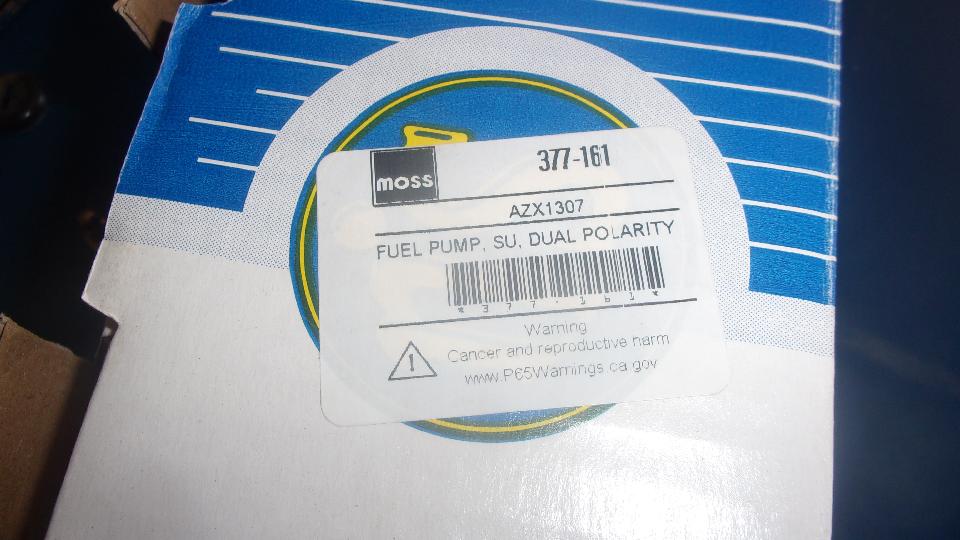 moss
377-161
AZX1307
FUEL PUMP, SU, DUAL POLARITY
* 3 7 7 - 1 6 1 *
Warning
Cancer and reproductive harm
www.P65Warnings.ca.gov